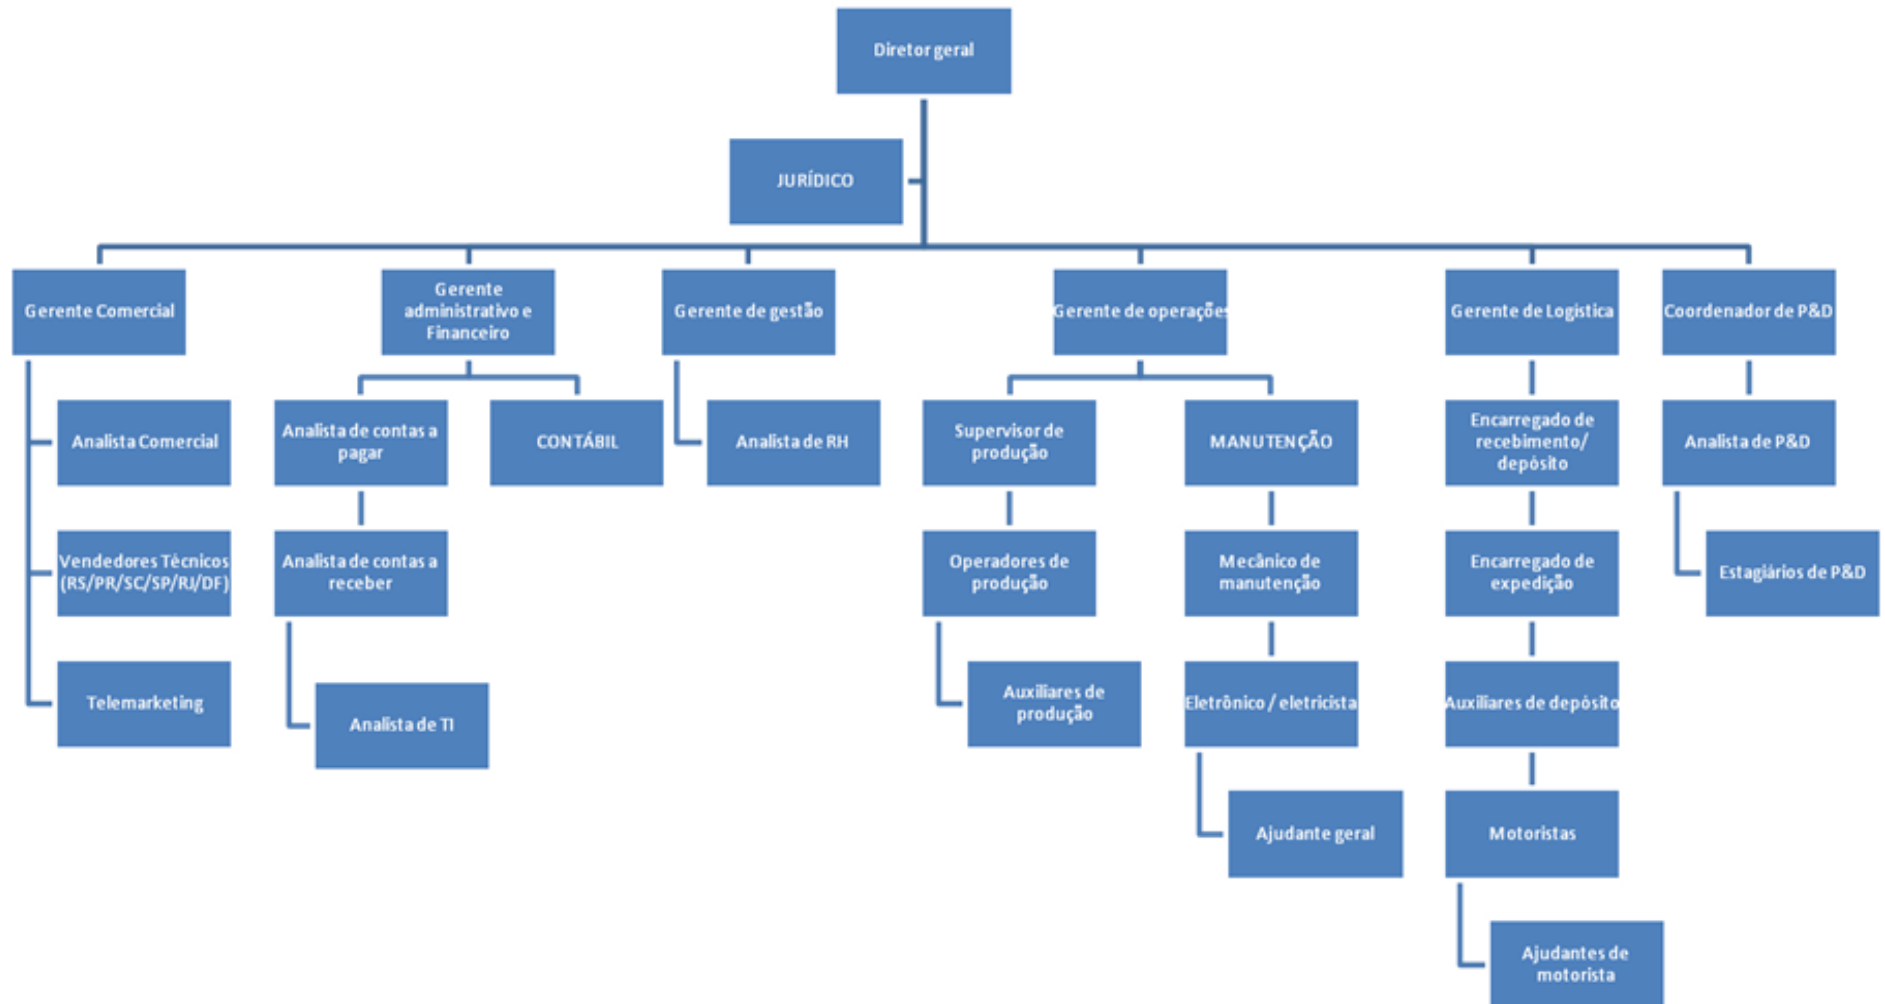 Diretor geral
JURÍDICO
Gerente Comercial
Gerente
administrativo e
Financeiro
Gerente de gestão
Gerente de operações
Gerente de Logística
Coordenador de P&D
Analista Comercial
Analista de contas a
pagar
CONTÁBIL
Analista de RH
Supervisor de
produção
MANUTENÇÃO
Encarregado de
recebimento/
depósito
Analista de P&D
Vendedores Técnicos
(RS/PR/SC/SP/RJ/DF)
Analista de contas a
receber
Operadores de
produção
Mecânico de
manutenção
Encarregado de
expedição
Estagiários de P&D
Telemarketing
Analista de TI
Auxiliares de
produção
Eletrônico / eletricista
Auxiliares de depósito
Ajudante geral
Motoristas
Ajudantes de
motorista